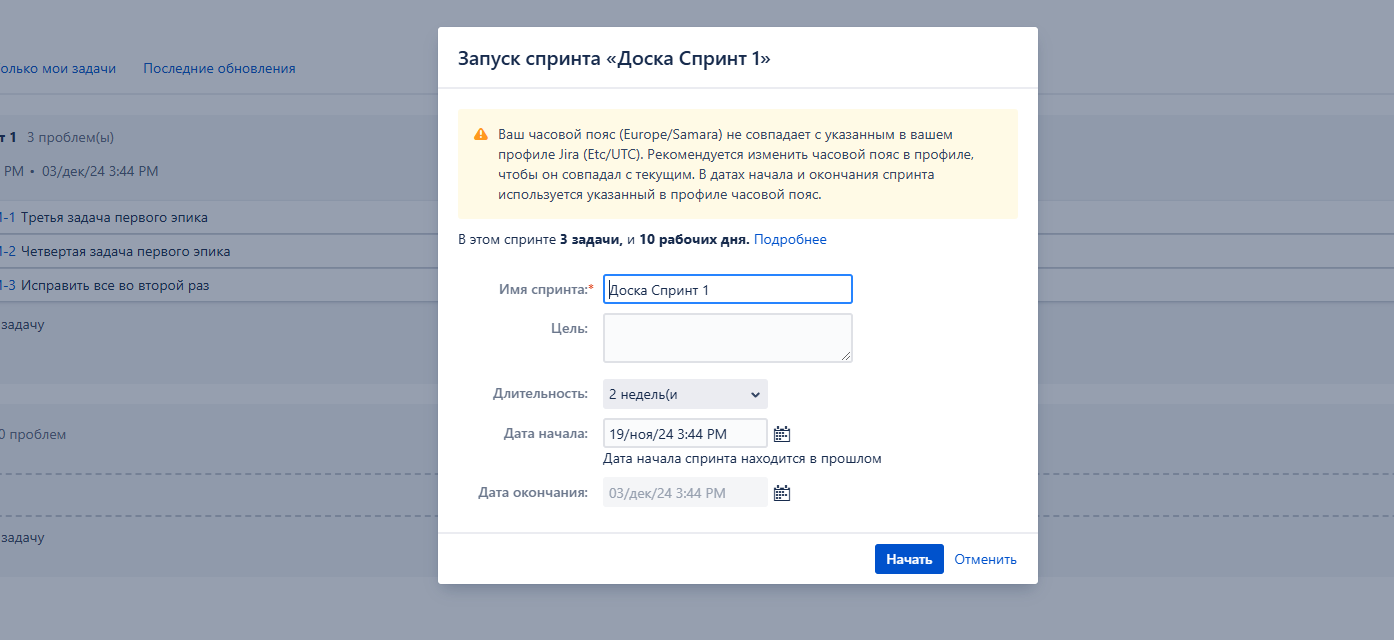 Запуск спринта «Доска Спринт 1»
олько мои задачи Последние обновления
т 1 3 проблем(ы)
PM • 03/дек/24 3:44 PM
-1 Третья задача первого эпика
-2 Четвертая задача первого эпика
-3 Исправить все во второй раз
задачу
0 проблем
задачу
Ваш часовой пояс (Europe/Samara) не совпадает с указанным в вашем
профиле Jira (Etc/UTC). Рекомендуется изменить часовой пояс в профиле,
чтобы он совпадал с текущим. В датах начала и окончания спринта
используется указанный в профиле часовой пояс.
В этом спринте 3 задачи, и 10 рабочих дня. Подробнее
Имя спринта:* Доска Спринт 1
Цель:
Длительность: 2 недель(и
Дата начала: 19/ноя/24 3:44 PM
Дата начала спринта находится в прошлом
Дата окончания: 03/дек/24 3:44 PM
Начать Отменить